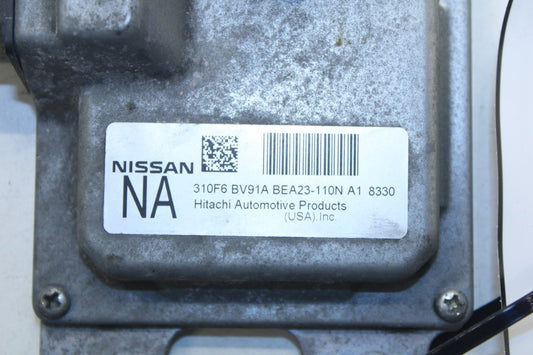 NISSAN
NA
310F6 BV91A BEA23-110N A1 8330
Hitachi Automotive Products
(USA).Inc.